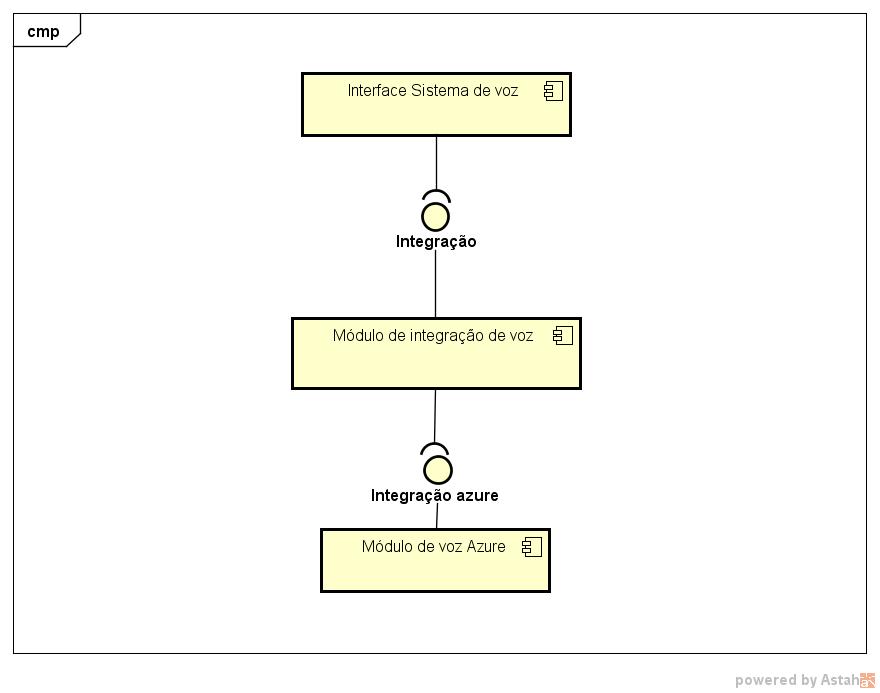 cmp
Interface Sistema de voz
Integração
Módulo de integração de voz
Integração azure
Módulo de voz Azure
powered by Astah